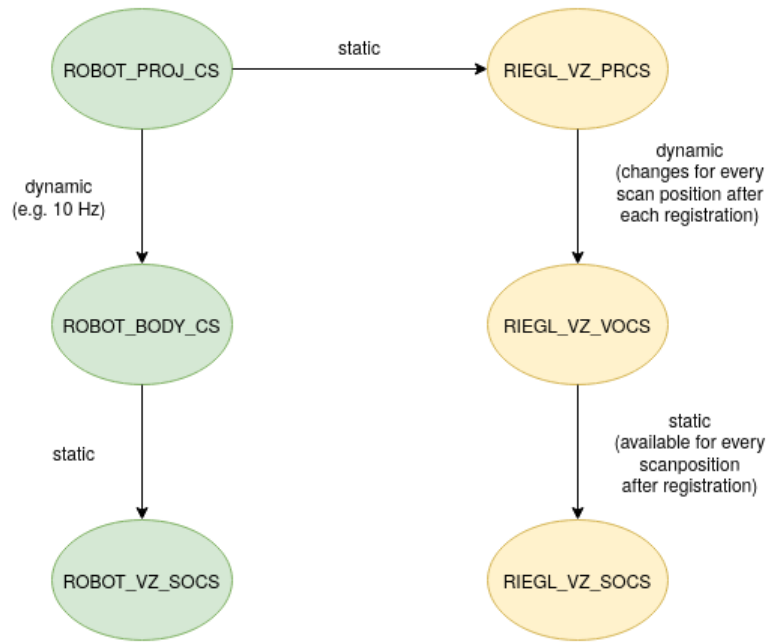 ROBOT_PROJ_CS
static
RIEGL_VZ_PRCS
dynamic
(e.g. 10 Hz)
dynamic
(changes for every
scan position after
each registration)
ROBOT_BODY_CS
RIEGL_VZ_VOCS
static
static
(available for every
scanposition
after registration)
ROBOT_VZ_SOCS
RIEGL_VZ_SOCS